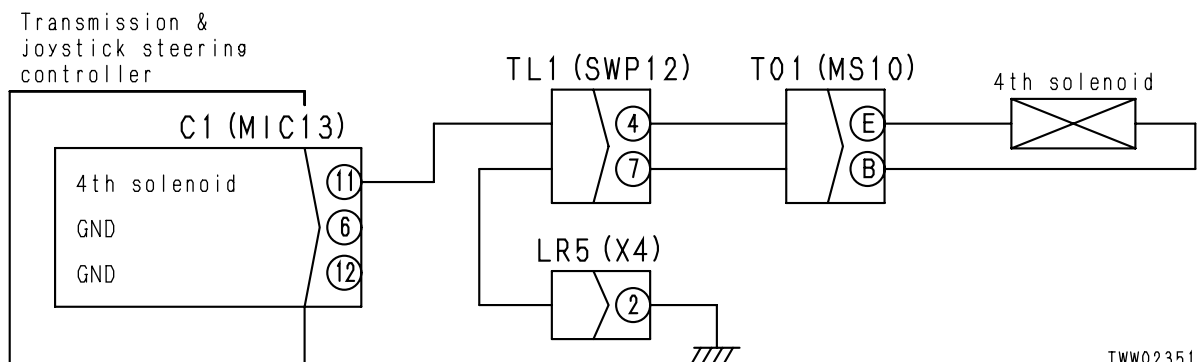 Transmission &
joystick steering
controller
C1 (MIC13)
4th solenoid
11
GND
6
GND
12
TL1 (SWP12)
4
7
LR5 (X4)
2
T01 (MS10)
E
B
4th solenoid
TWW02351